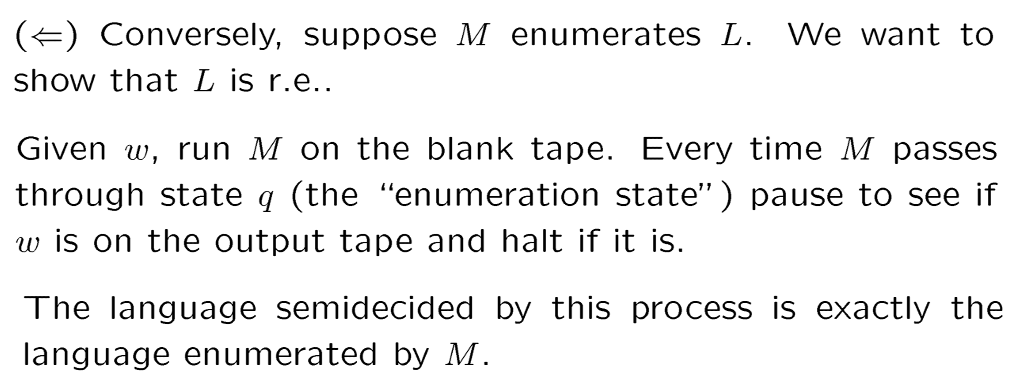 (⇐) Conversely, suppose M enumerates L. We want to
show that L is r.e..
Given w, run M on the blank tape. Every time M passes
through state q (the “enumeration state”) pause to see if
w is on the output tape and halt if it is.
The language semidecided by this process is exactly the
language enumerated by M.